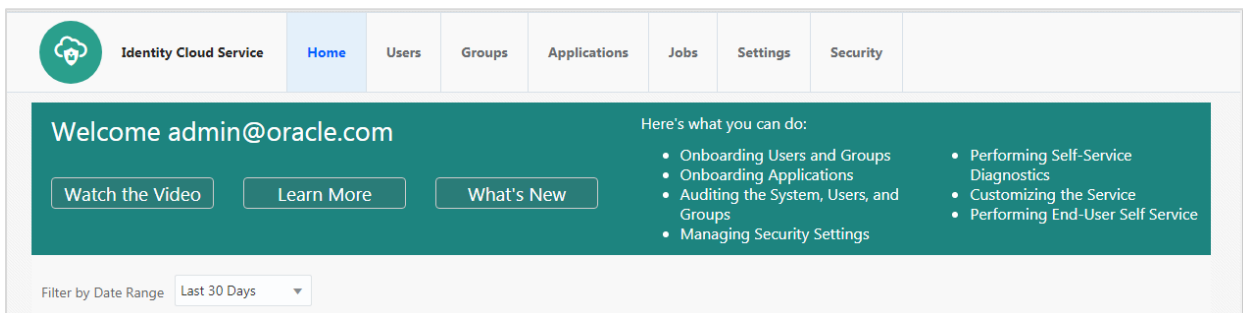 Identity Cloud Service
Home
Users
Groups
Applications
Jobs
Settings
Security
Welcome admin@oracle.com
Watch the Video
Learn More
What's New
Here's what you can do:
• Onboarding Users and Groups
• Onboarding Applications
• Auditing the System, Users, and
Groups
• Managing Security Settings
• Performing Self-Service
Diagnostics
• Customizing the Service
• Performing End-User Self Service
Filter by Date Range
Last 30 Days